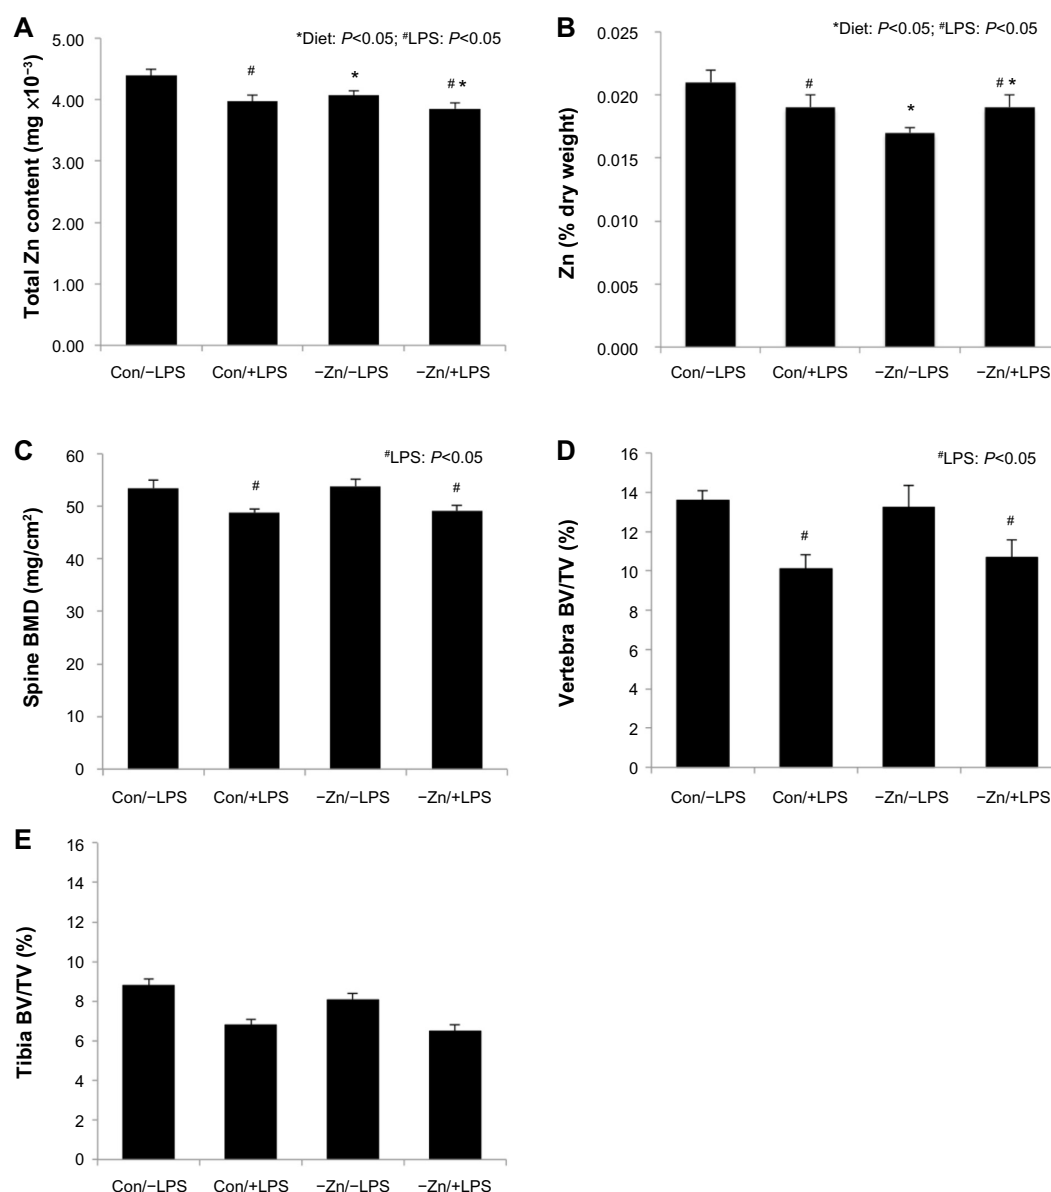 A
*Diet: P<0.05; #LPS: P<0.05
Total Zn content (mg ×10−3)
5.00
4.00
3.00
2.00
1.00
0.00
#
*
# *
Con/−LPS Con/+LPS −Zn/−LPS −Zn/+LPS
B
*Diet: P<0.05; #LPS: P<0.05
Zn (% dry weight)
0.025
0.020
0.015
0.010
0.005
0.000
#
*
# *
Con/−LPS Con/+LPS −Zn/−LPS −Zn/+LPS
C
#LPS: P<0.05
Spine BMD (mg/cm2)
60
50
40
30
20
10
0
#
#
Con/−LPS Con/+LPS −Zn/−LPS −Zn/+LPS
D
#LPS: P<0.05
Vertebra BV/TV (%)
16
14
12
10
8
6
4
2
0
#
#
Con/−LPS Con/+LPS −Zn/−LPS −Zn/+LPS
E
Tibia BV/TV (%)
16
14
12
10
8
6
4
2
0
Con/−LPS Con/+LPS −Zn/−LPS −Zn/+LPS